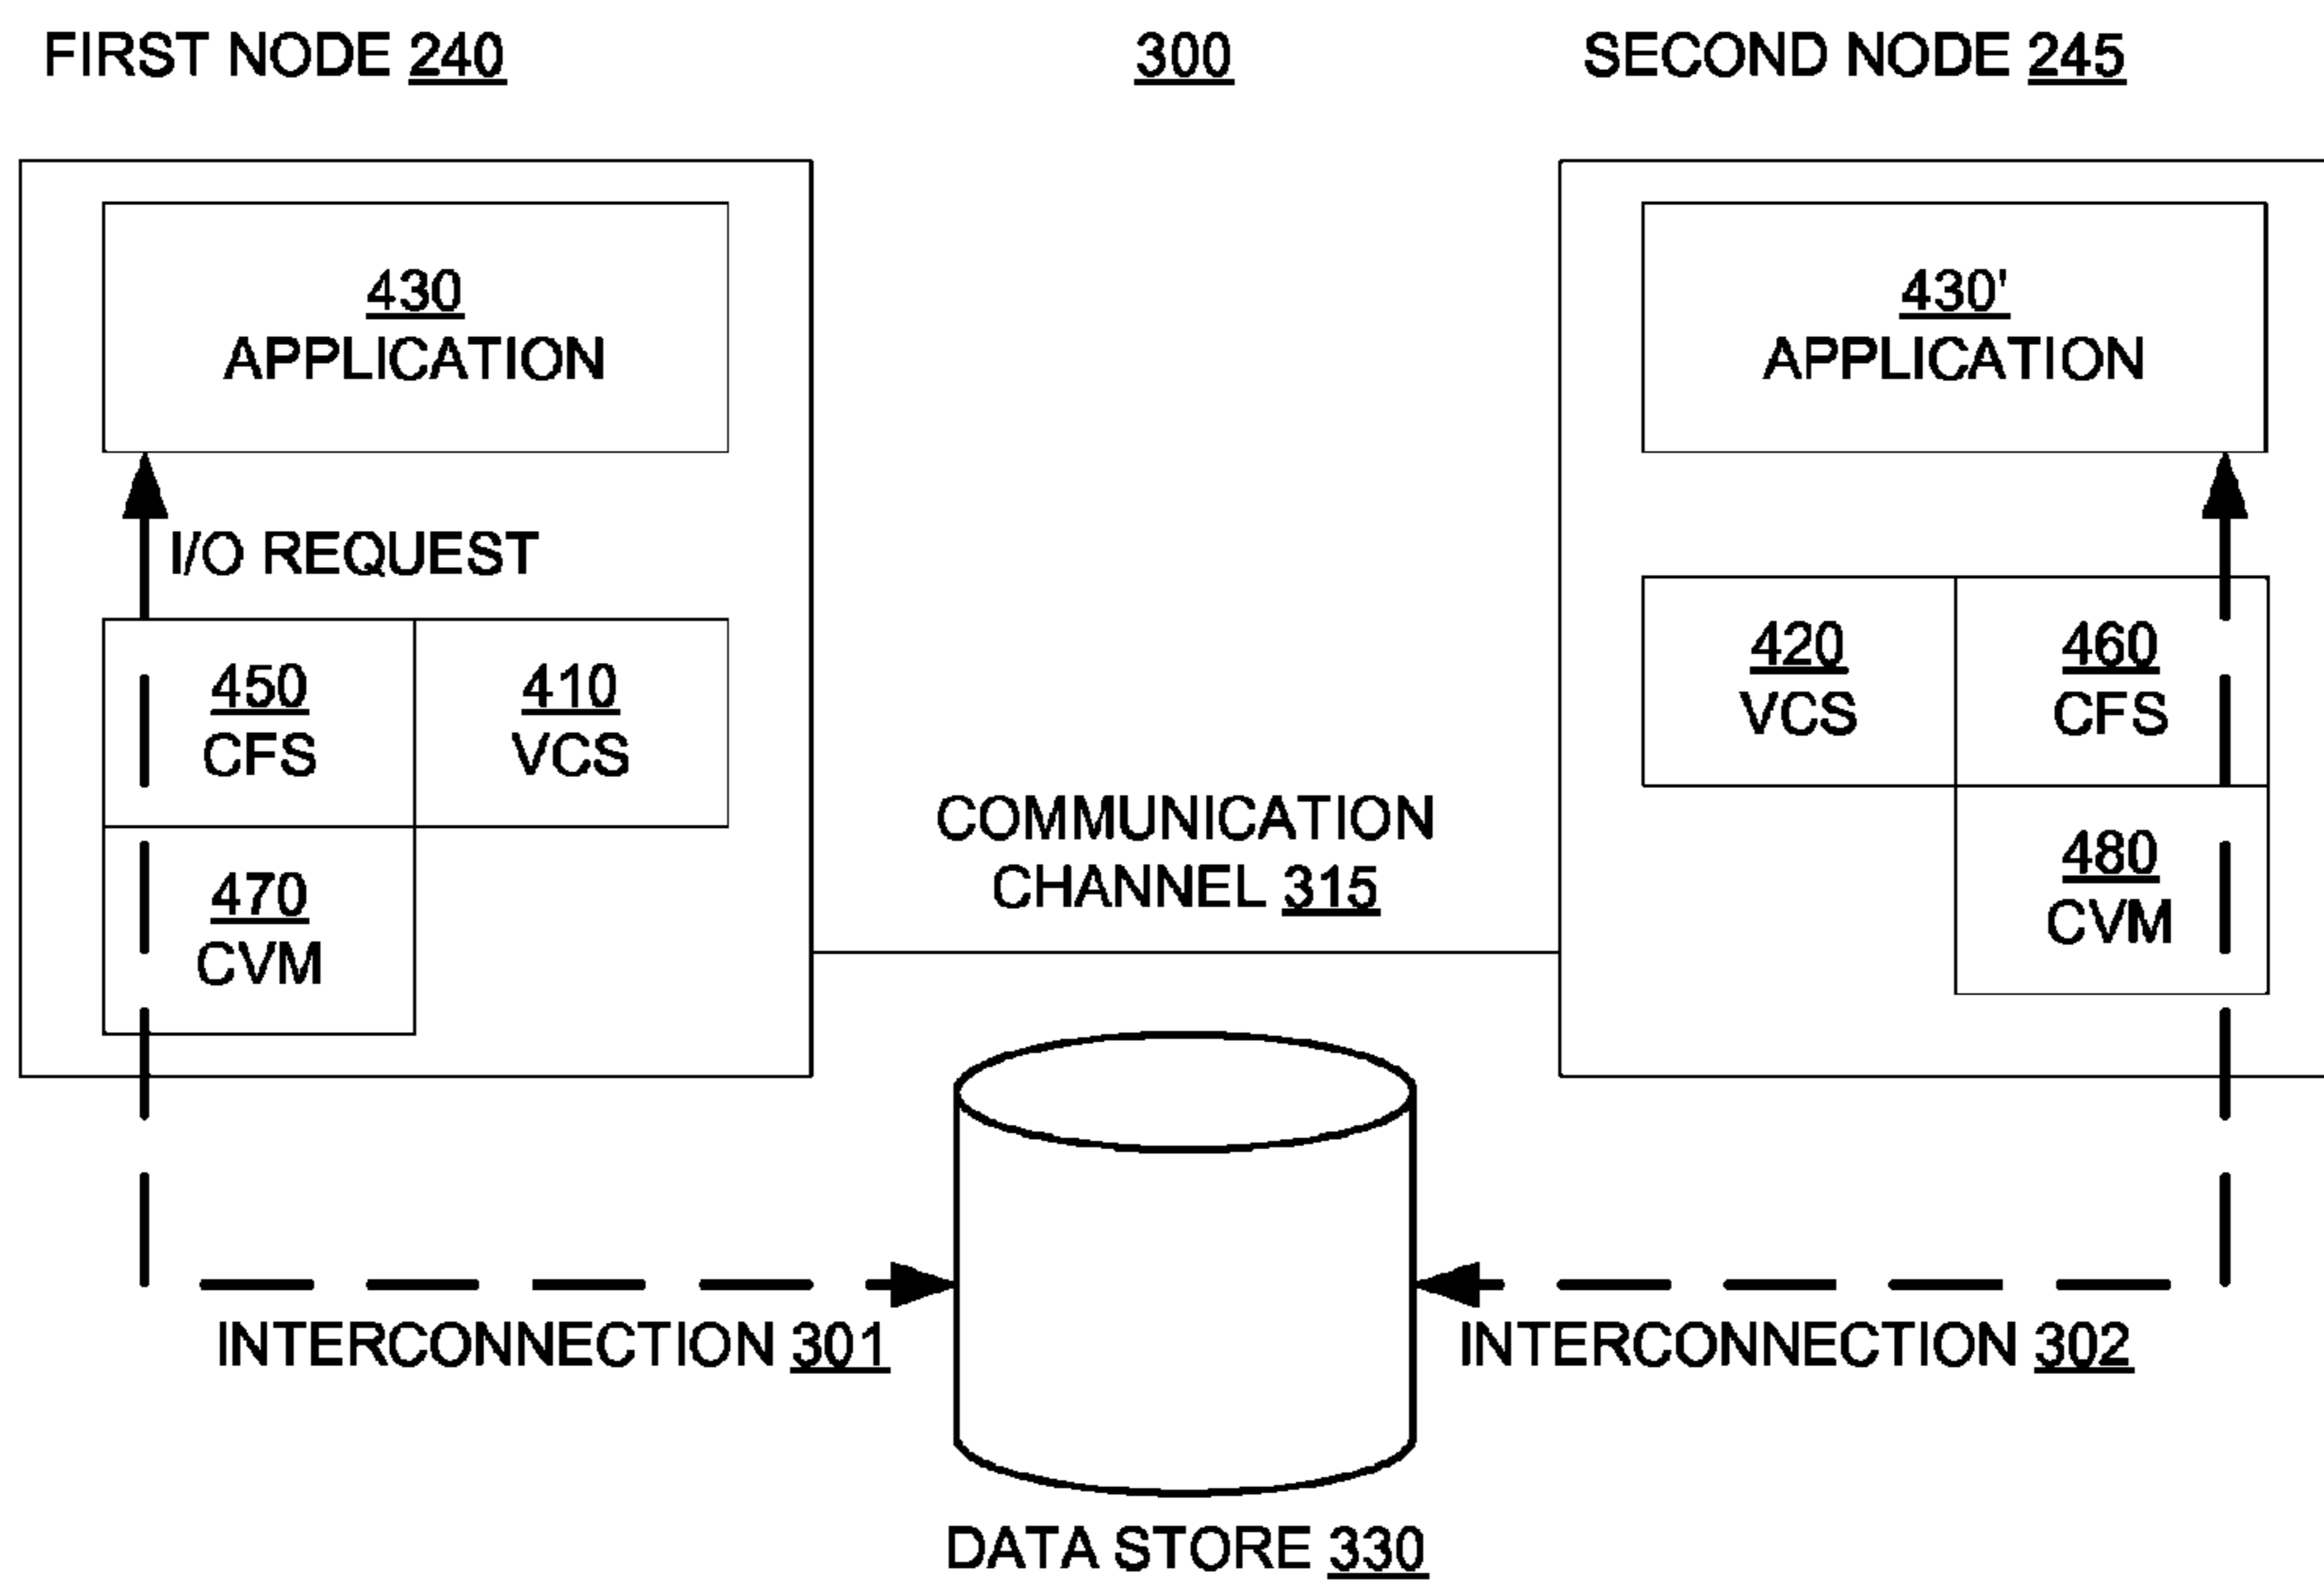 FIRST NODE 240
300
SECOND NODE 245
430
APPLICATION
430'
APPLICATION
I/O REQUEST
450
CFS
410
VCS
420
VCS
460
CFS
470
CVM
COMMUNICATION
CHANNEL 315
480
CVM
INTERCONNECTION 301
INTERCONNECTION 302
DATA STORE 330